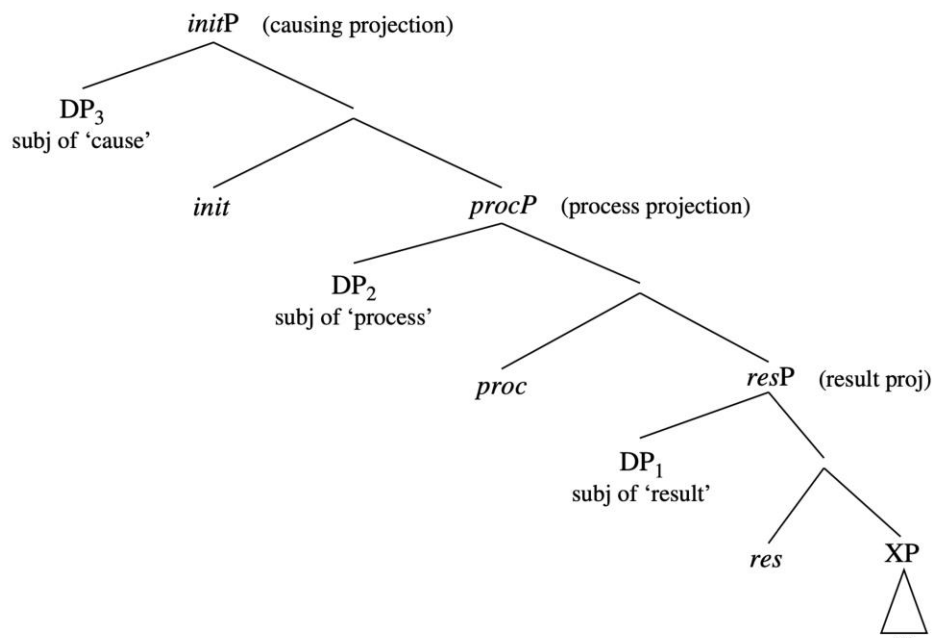 initP (causing projection)
DP3
subj of ‘cause’
init
procP (process projection)
DP2
subj of ‘process’
proc
resP (result proj)
DP1
subj of ‘result’
res
XP